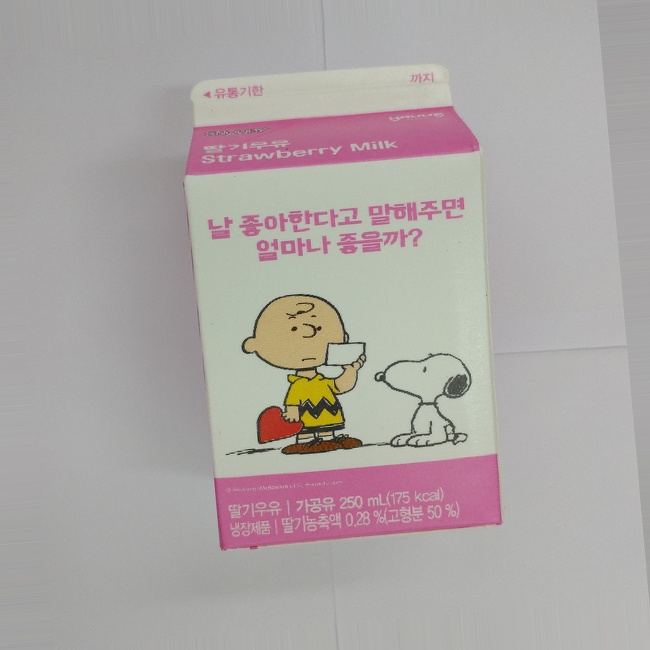 ◀유통기한 까지
딸기우유
Strawberry Milk
날 좋아한다고 말해주면
얼마나 좋을까?
딸기우유 | 가공유 250 mL(175 kcal)
냉장제품 | 딸기농축액 0.28 %(고형분 50 %)